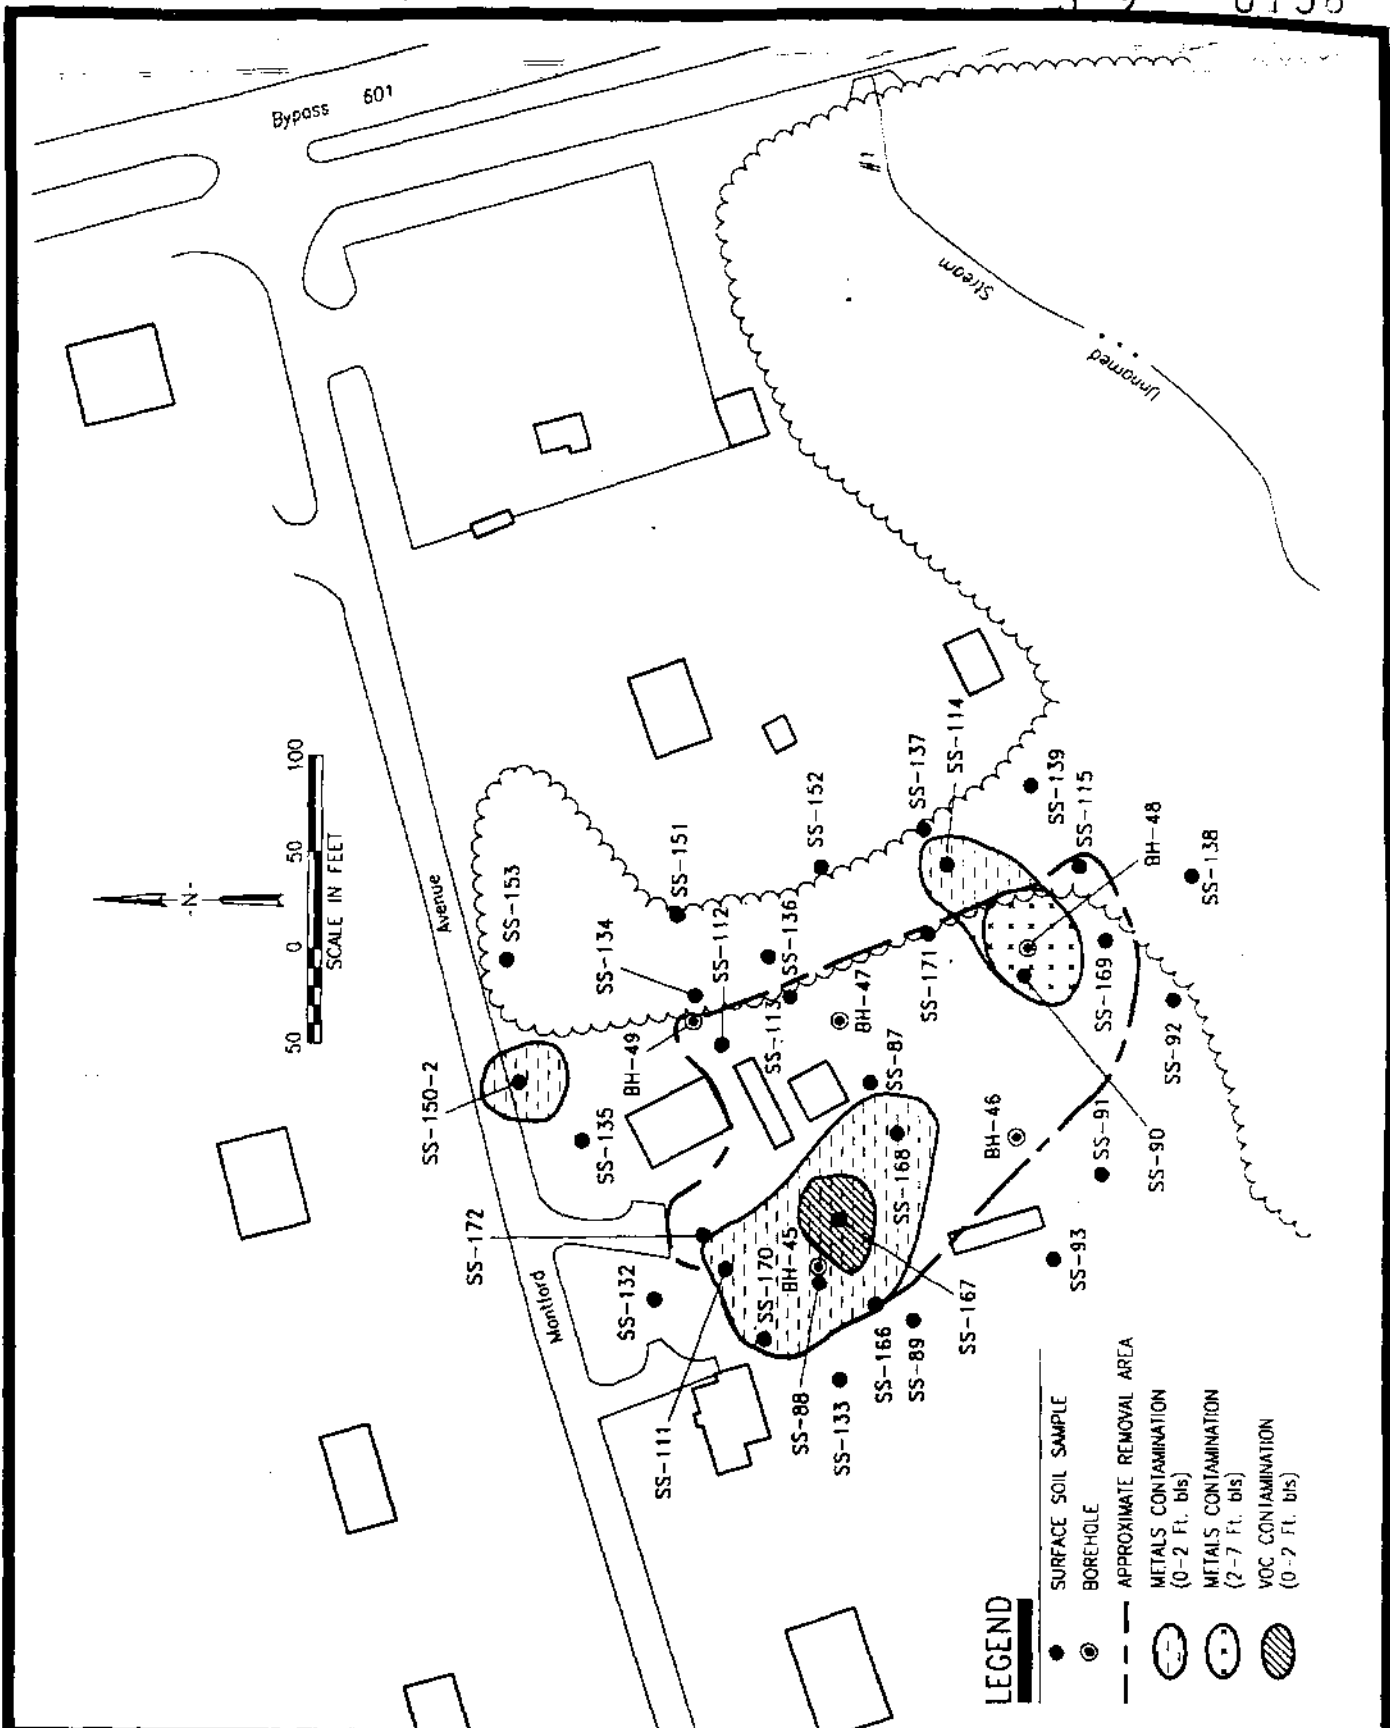 Bypass 601
#1
Stream
Unnamed
100
50
0
50
SCALE IN FEET
-N-
Avenue
Montford
SS-153
SS-151
SS-152
SS-137
SS-114
SS-139
SS-115
BH-48
SS-138
SS-134
SS-112
SS-136
SS-113
BH-47
SS-171
SS-169
SS-92
SS-150-2
BH-49
SS-135
SS-87
BH-46
SS-91
SS-90
SS-172
SS-132
SS-170
BH-45
SS-168
SS-167
SS-93
SS-111
SS-88
SS-133
SS-166
SS-89
LEGEND
SURFACE SOIL SAMPLE
BOREHOLE
APPROXIMATE REMOVAL AREA
METALS CONTAMINATION
(0-2 Ft. bls)
METALS CONTAMINATION
(2-7 Ft. bls)
VOC CONTAMINATION
(0-2 Ft. bls)